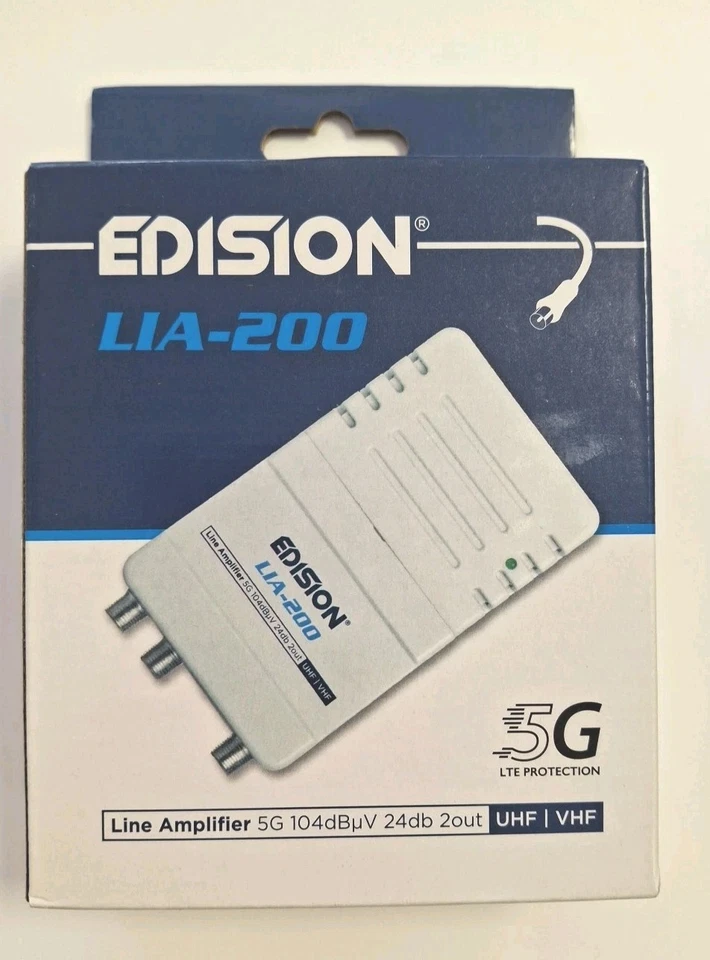 EDISION®
LIA-200
EDISION®
LIA-200
Line Amplifier 5G 104dBµV 24db 2out UHF | VHF
5G
LTE PROTECTION
Line Amplifier 5G 104dBµV 24db 2out UHF | VHF